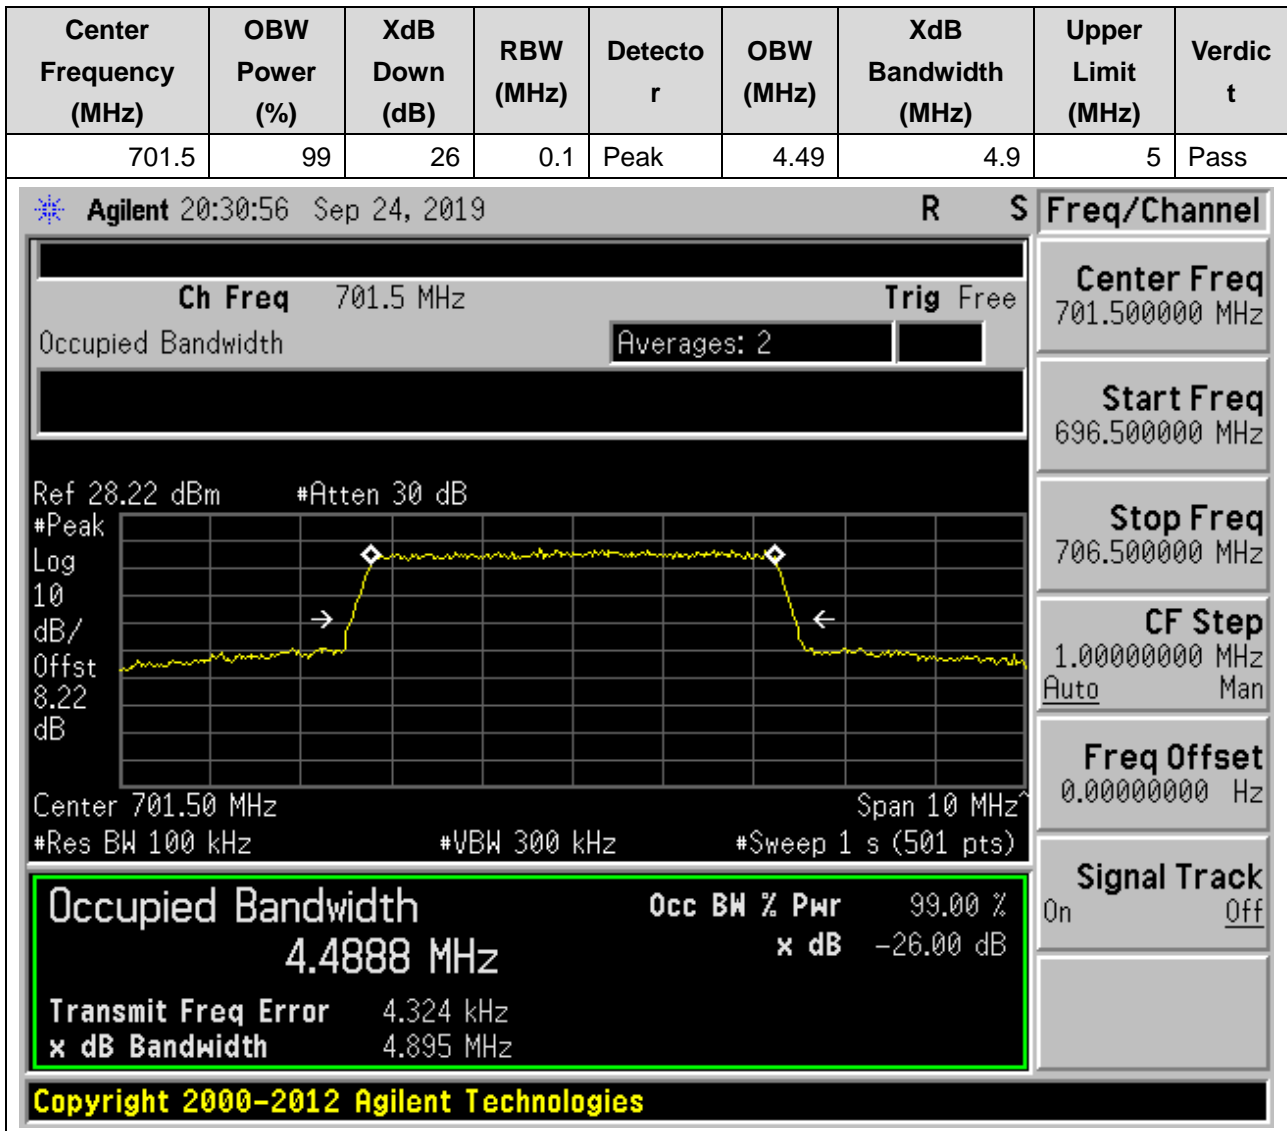 Center Frequency (MHz) OBW Power (%) XdB Down (dB) RBW (MHz) Detecto r OBW (MHz) XdB Bandwidth (MHz) Upper Limit (MHz) Verdic t
701.5 99 26 0.1 Peak 4.49 4.9 5 Pass
Agilent 20:30:56 Sep 24, 2019 R S
Ch Freq 701.5 MHz Trig Free
Occupied Bandwidth Averages: 2
Ref 28.22 dBm #Atten 30 dB
#Peak
Log
10
dB/
Offst
8.22
dB
Center 701.50 MHz Span 10 MHz^
#Res BW 100 kHz #VBW 300 kHz #Sweep 1 s (501 pts)
Occupied Bandwidth Occ BW % Pwr 99.00 %
4.4888 MHz x dB -26.00 dB
Transmit Freq Error 4.324 kHz
x dB Bandwidth 4.895 MHz
Freq/Channel
Center Freq
701.500000 MHz
Start Freq
696.500000 MHz
Stop Freq
706.500000 MHz
CF Step
1.00000000 MHz
Auto Man
Freq Offset
0.00000000 Hz
Signal Track
On Off
Copyright 2000-2012 Agilent Technologies